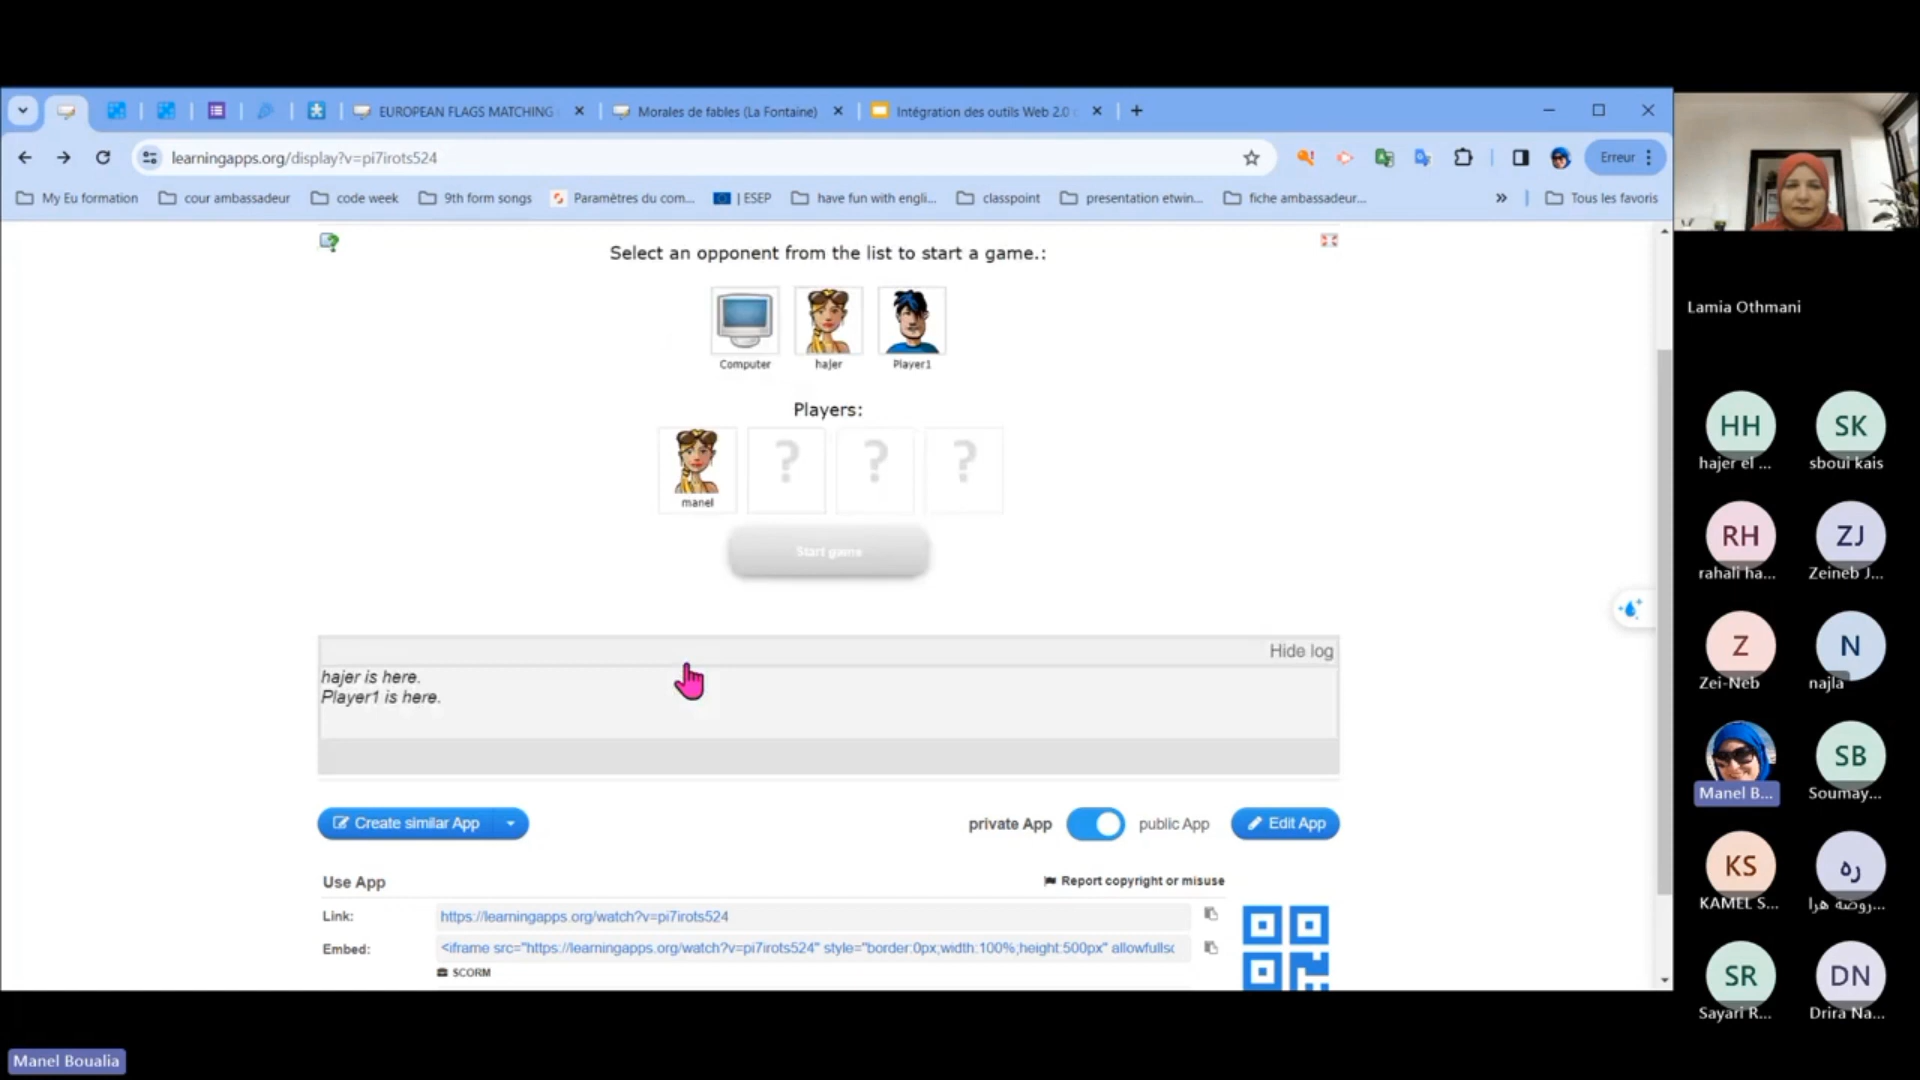 EUROPEAN FLAGS MATCHING
Morales de fables (La Fontaine)
Intégration des outils Web 2.0
learningapps.org/display?v=pi7irots524
Erreur
My Eu formation
cour ambassadeur
code week
9th form songs
Paramètres du com...
| ESEP
have fun with engli...
classpoint
presentation etwin...
fiche ambassadeur...
»
Tous les favoris
Select an opponent from the list to start a game.:
Computer
hajer
Player1
Players:
manel
? ? ?
Start game
Hide log
hajer is here.
Player1 is here.
Create similar App
private App
public App
Edit App
Use App
Report copyright or misuse
Link:
https://learningapps.org/watch?v=pi7irots524
Embed:
<iframe src="https://learningapps.org/watch?v=pi7irots524" style="border:0px;width:100%;height:500px" allowfullsc
SCORM
Lamia Othmani
HH
hajer el ...
SK
sboui kais
RH
rahali ha...
ZJ
Zeineb J...
Z
Zei-Neb
N
najla
Manel B...
SB
Soumay...
KS
KAMEL S...
ره
روضه هرا...
SR
Sayari R...
DN
Drira Na...
Manel Boualia